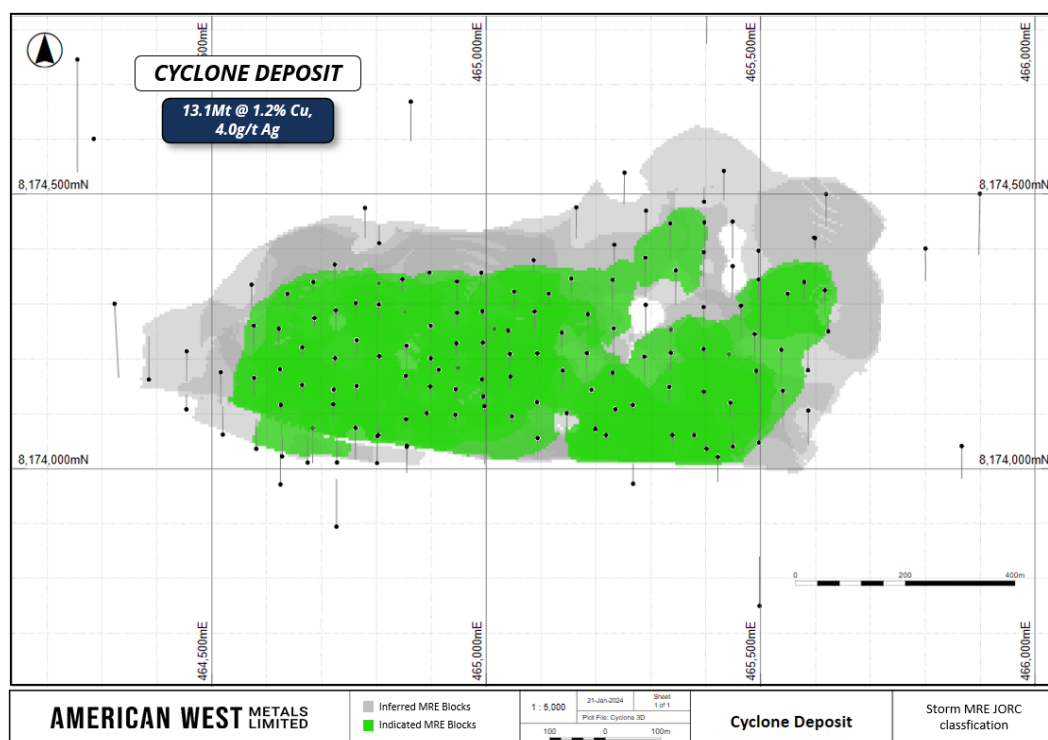 CYCLONE DEPOSIT
13.1Mt @ 1.2% Cu,
4.0g/t Ag
465,000mE
465,500mE
466,000mE
8,174,500mN
8,174,500mN
8,174,000mN
8,174,000mN
0 200 400m
464,500mE
465,000mE
465,500mE
466,000mE
AMERICAN WEST METALS LIMITED
Inferred MRE Blocks
Indicated MRE Blocks
1 : 5,000
21-Jan-2024
Sheet
1 of 1
Plot File: Cyclone 3D
100 0 100m
Cyclone Deposit
Storm MRE JORC
classfication